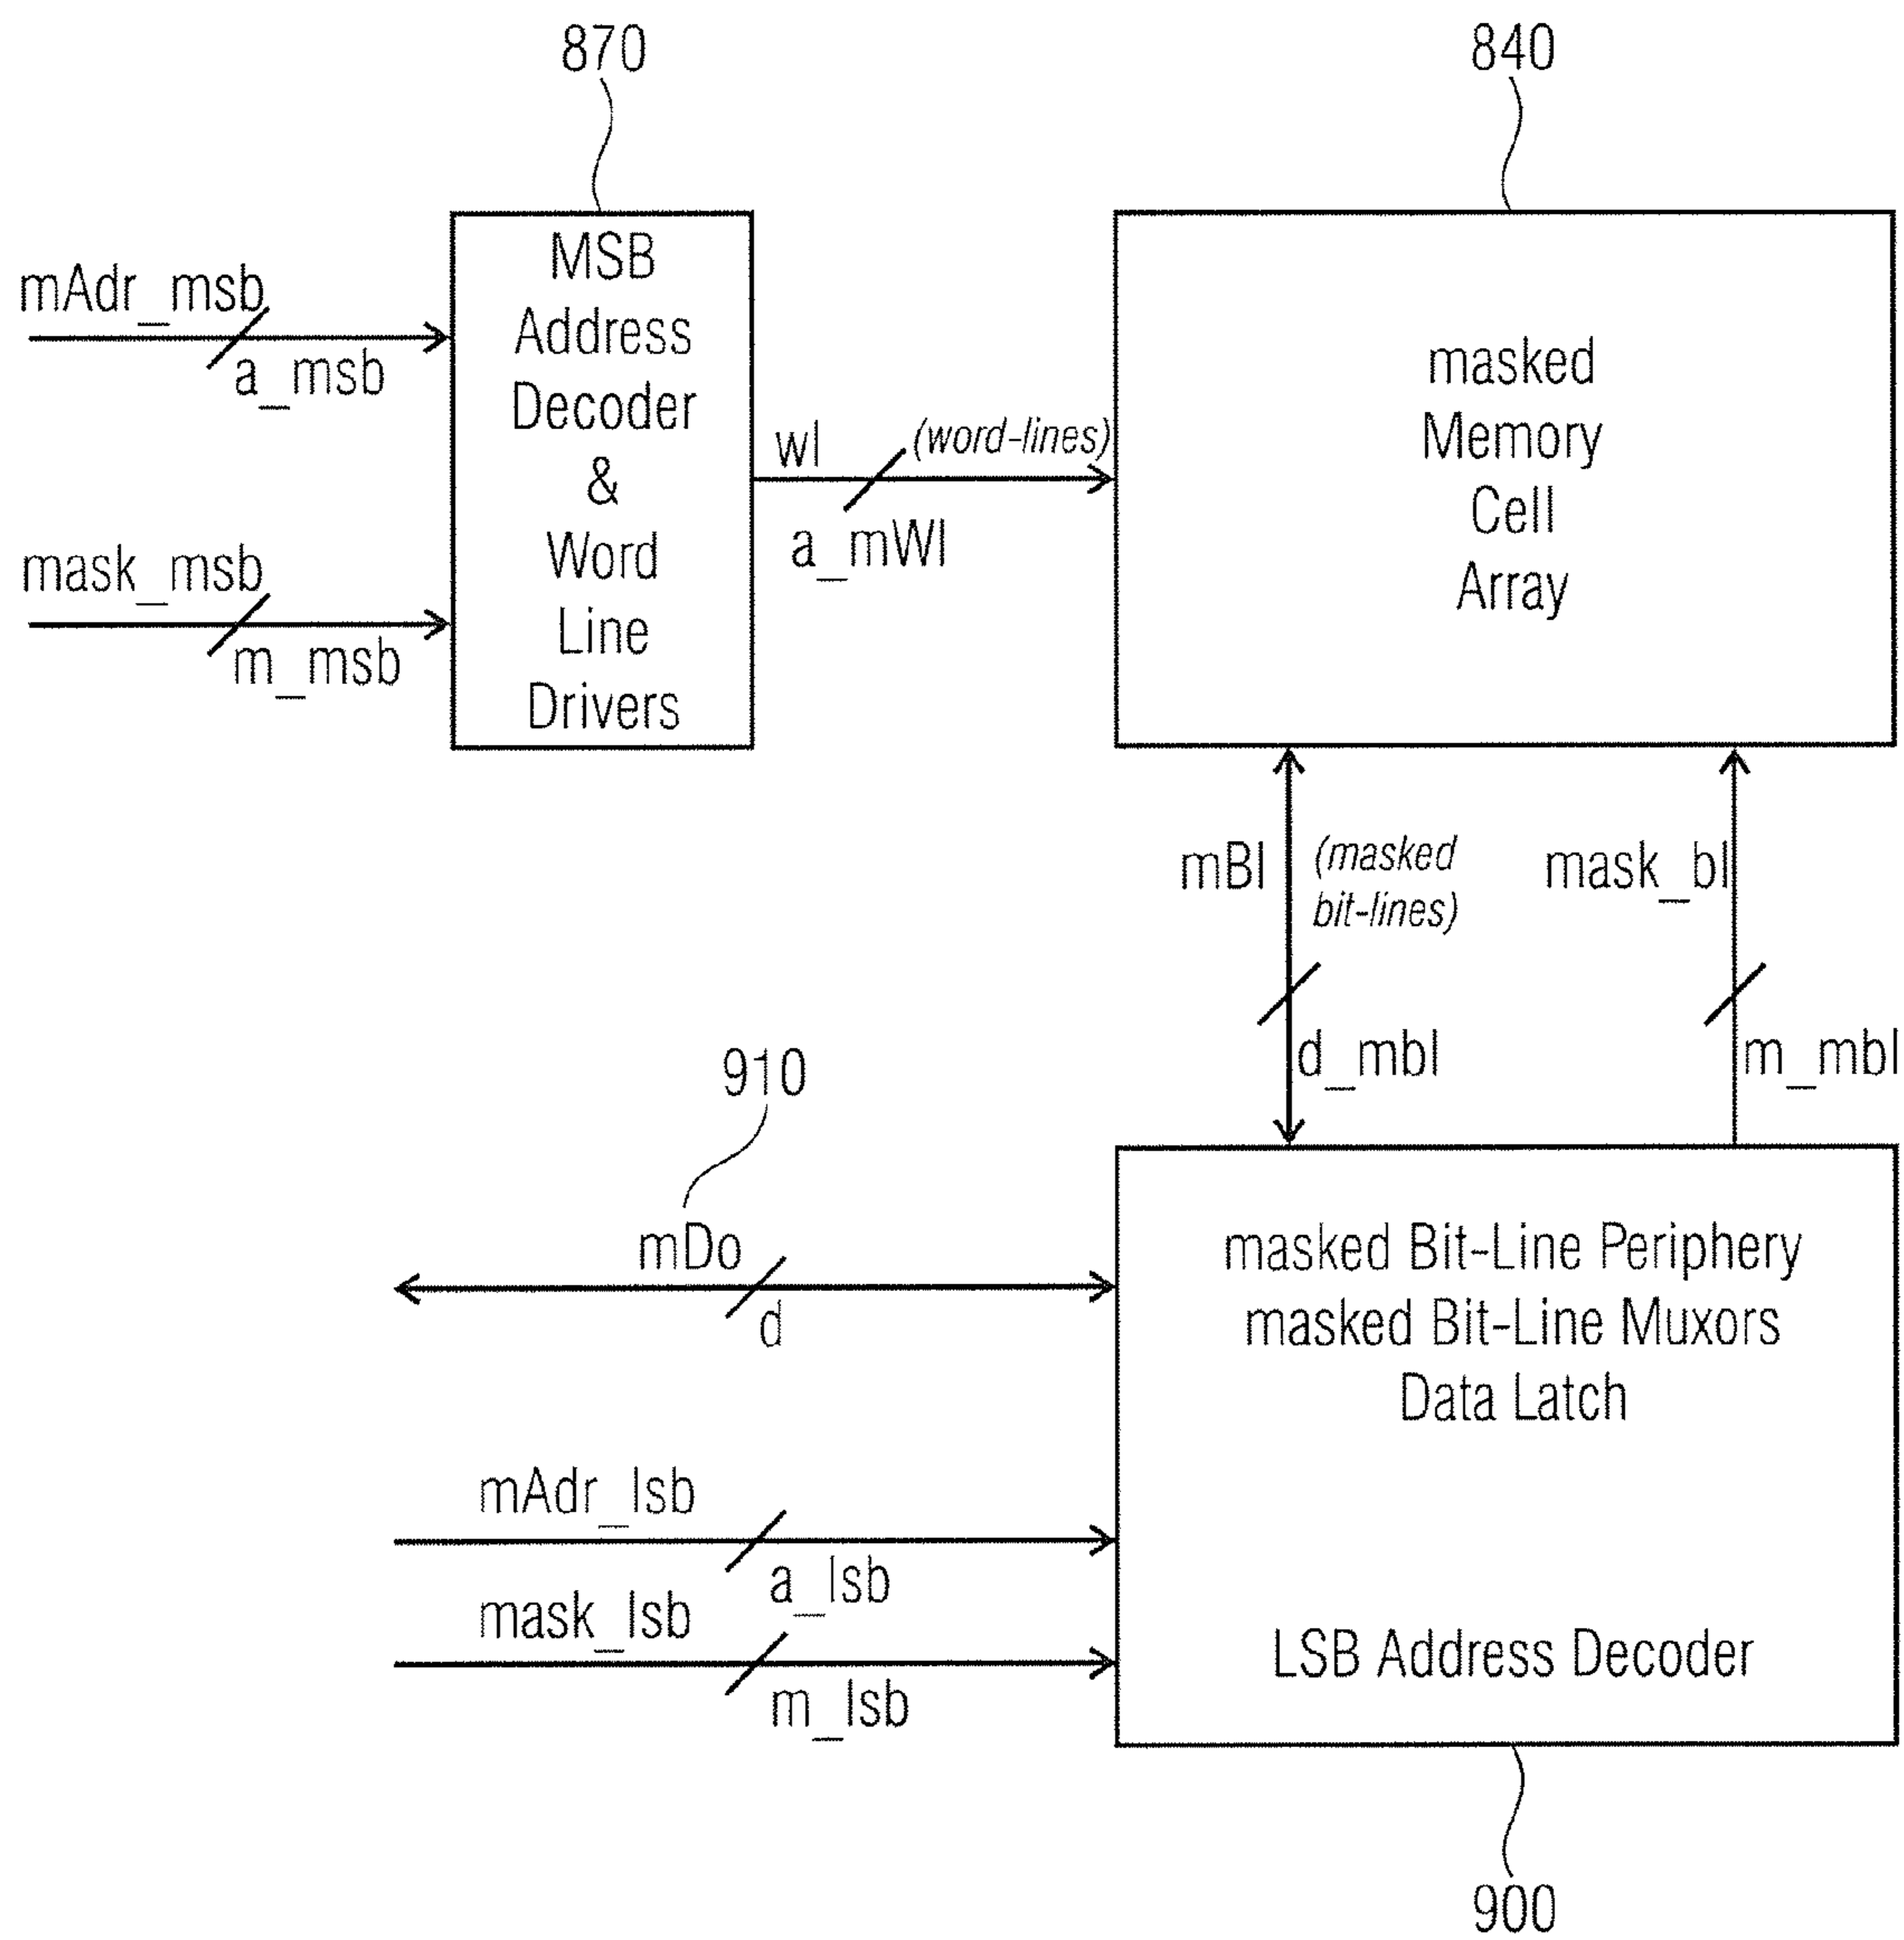 870
840
mAdr_msb
a_msb
mask_msb
m_msb
MSB
Address
Decoder
&
Word
Line
Drivers
wl
(word-lines)
a_mWl
masked
Memory
Cell
Array
mBl
(masked
bit-lines)
mask_bl
d_mbl
m_mbl
910
mDo
d
mAdr_lsb
a_lsb
mask_lsb
m_lsb
masked Bit-Line Periphery
masked Bit-Line Muxors
Data Latch
LSB Address Decoder
900